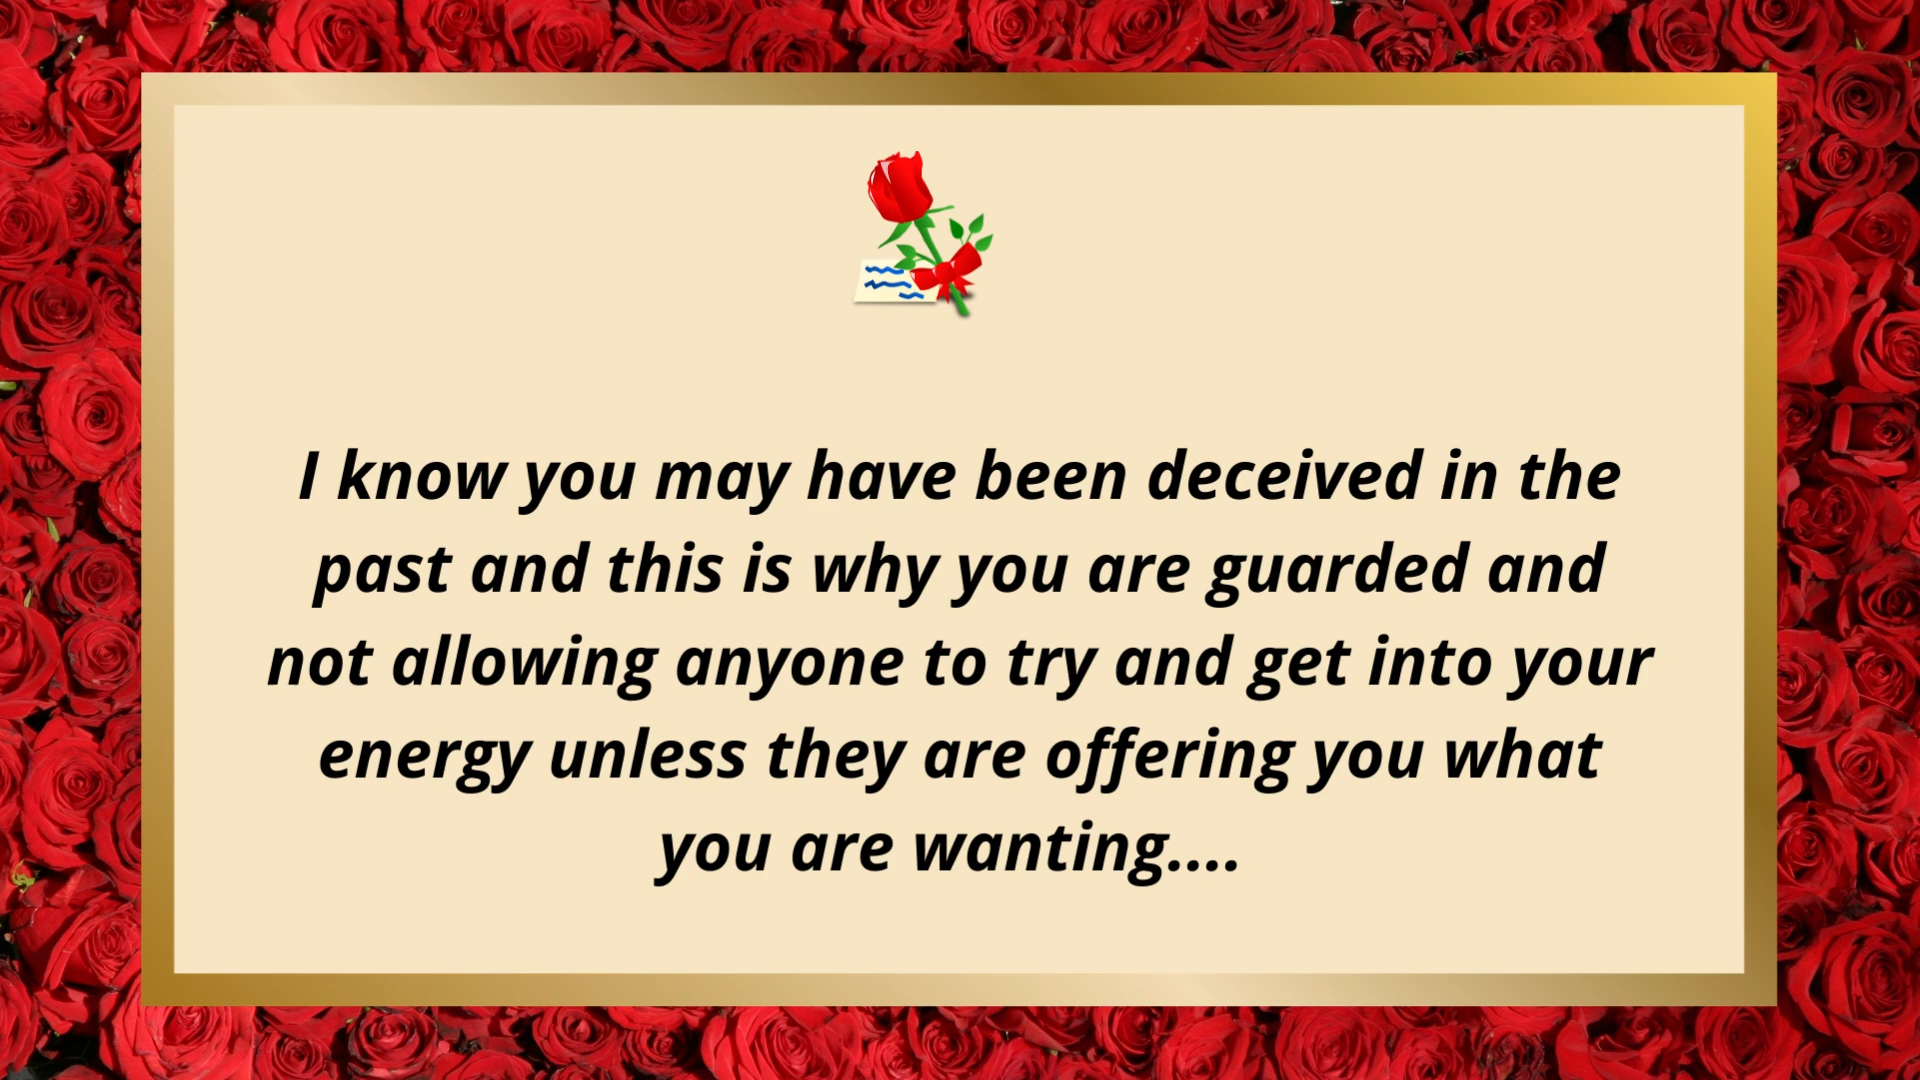 I know you may have been deceived in the
past and this is why you are guarded and
not allowing anyone to try and get into your
energy unless they are offering you what
you are wanting....